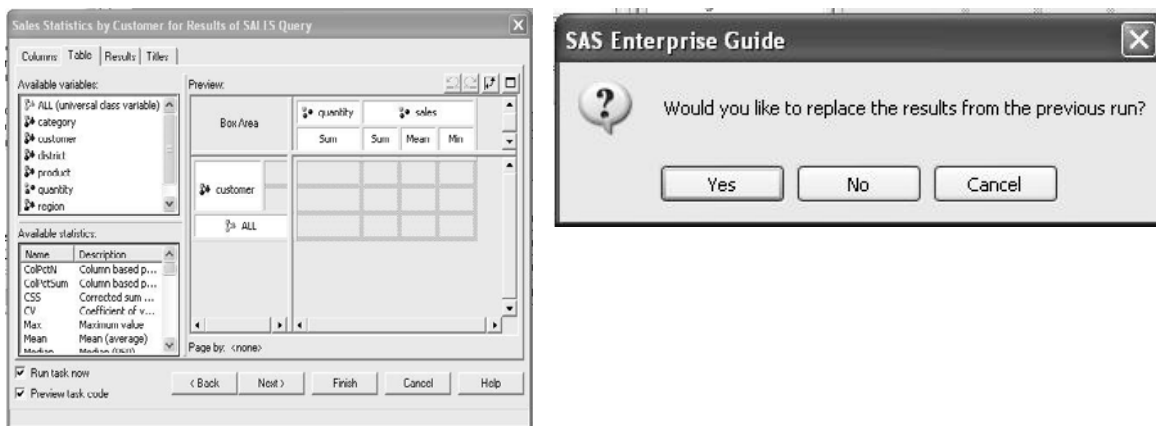 Sales Statistics by Customer for Results of SALES Query
Columns Table Results Titles
Available variables:
ALL (universal class variable)
category
customer
district
product
quantity
region
Available statistics:
Name Description
ColPctN Column based p...
ColPctSum Column based p...
CSS Corrected sum ...
CV Coefficient of v...
Max Maximum value
Mean Mean (average)
Median Median (P50)
Preview:
Box Area
quantity sales
Sum Sum Mean Min
customer
ALL
Page by: <none>
Run task now
Preview task code
< Back Next > Finish Cancel Help
SAS Enterprise Guide
Would you like to replace the results from the previous run?
Yes No Cancel